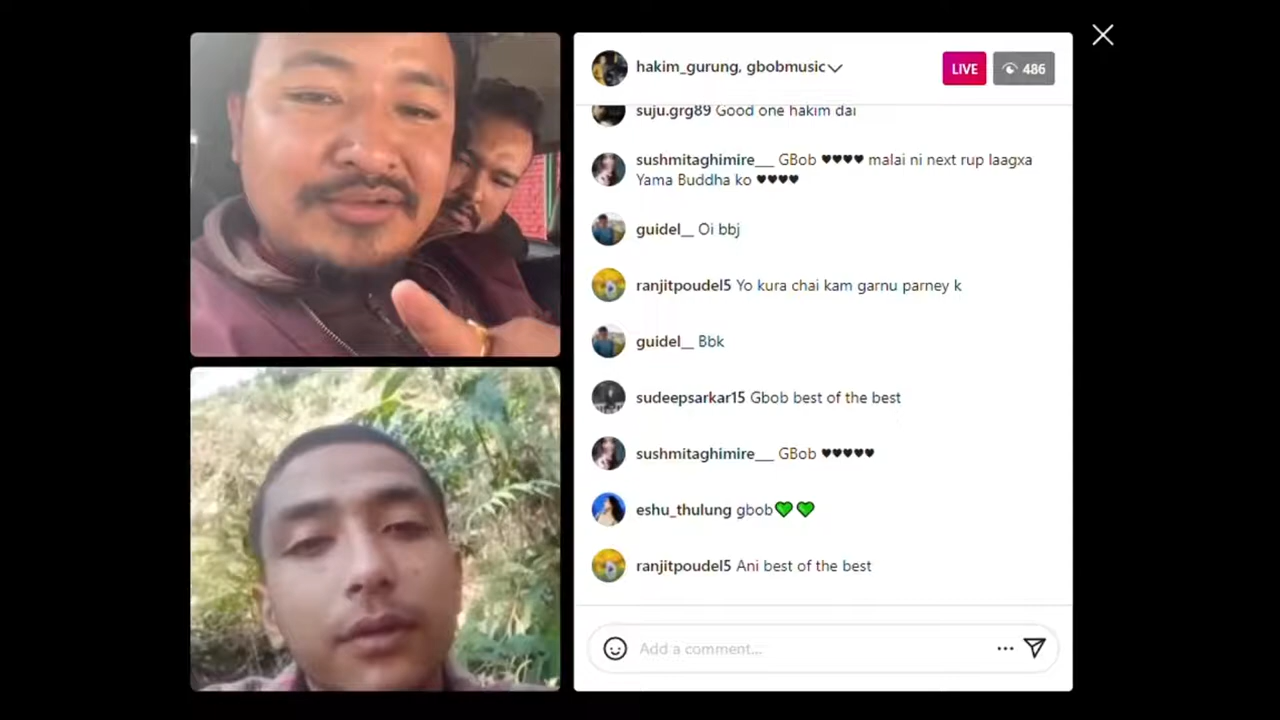 hakim_gurung, gbobmusic
LIVE
486
suju.grg89 Good one hakim dai
sushmitaghimire___ GBob ♥♥♥♥ malai ni next rup laagxa
Yama Buddha ko ♥♥♥♥
guidel__ Oi bbj
ranjitpoudel5 Yo kura chai kam garnu parney k
guidel__ Bbk
sudeepsarkar15 Gbob best of the best
sushmitaghimire___ GBob ♥♥♥♥♥
eshu_thulung gbob💚💚
ranjitpoudel5 Ani best of the best
Add a comment...